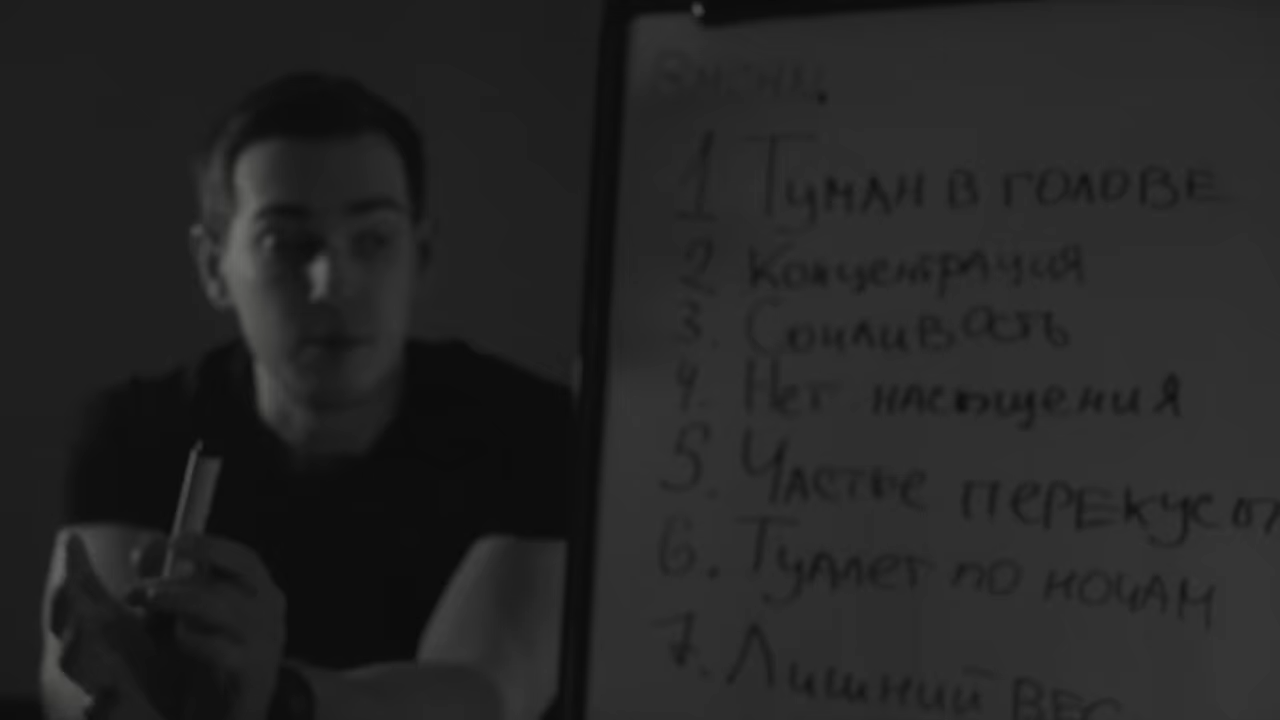 1 Туман в голове
2 Концентрация
3. Сонливость
4. Нет насыщения
5. Частые перекусы
6. Туалет по ночам
7. Лишний вес